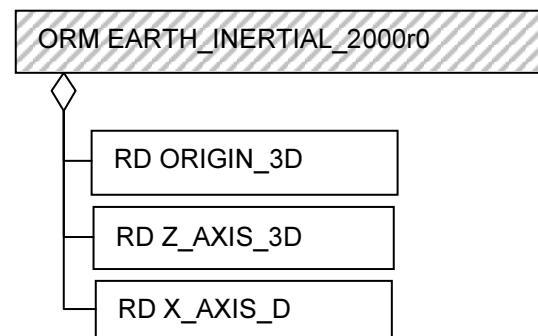 ORM EARTH_INERTIAL_2000r0
RD ORIGIN_3D
RD Z_AXIS_3D
RD X_AXIS_D